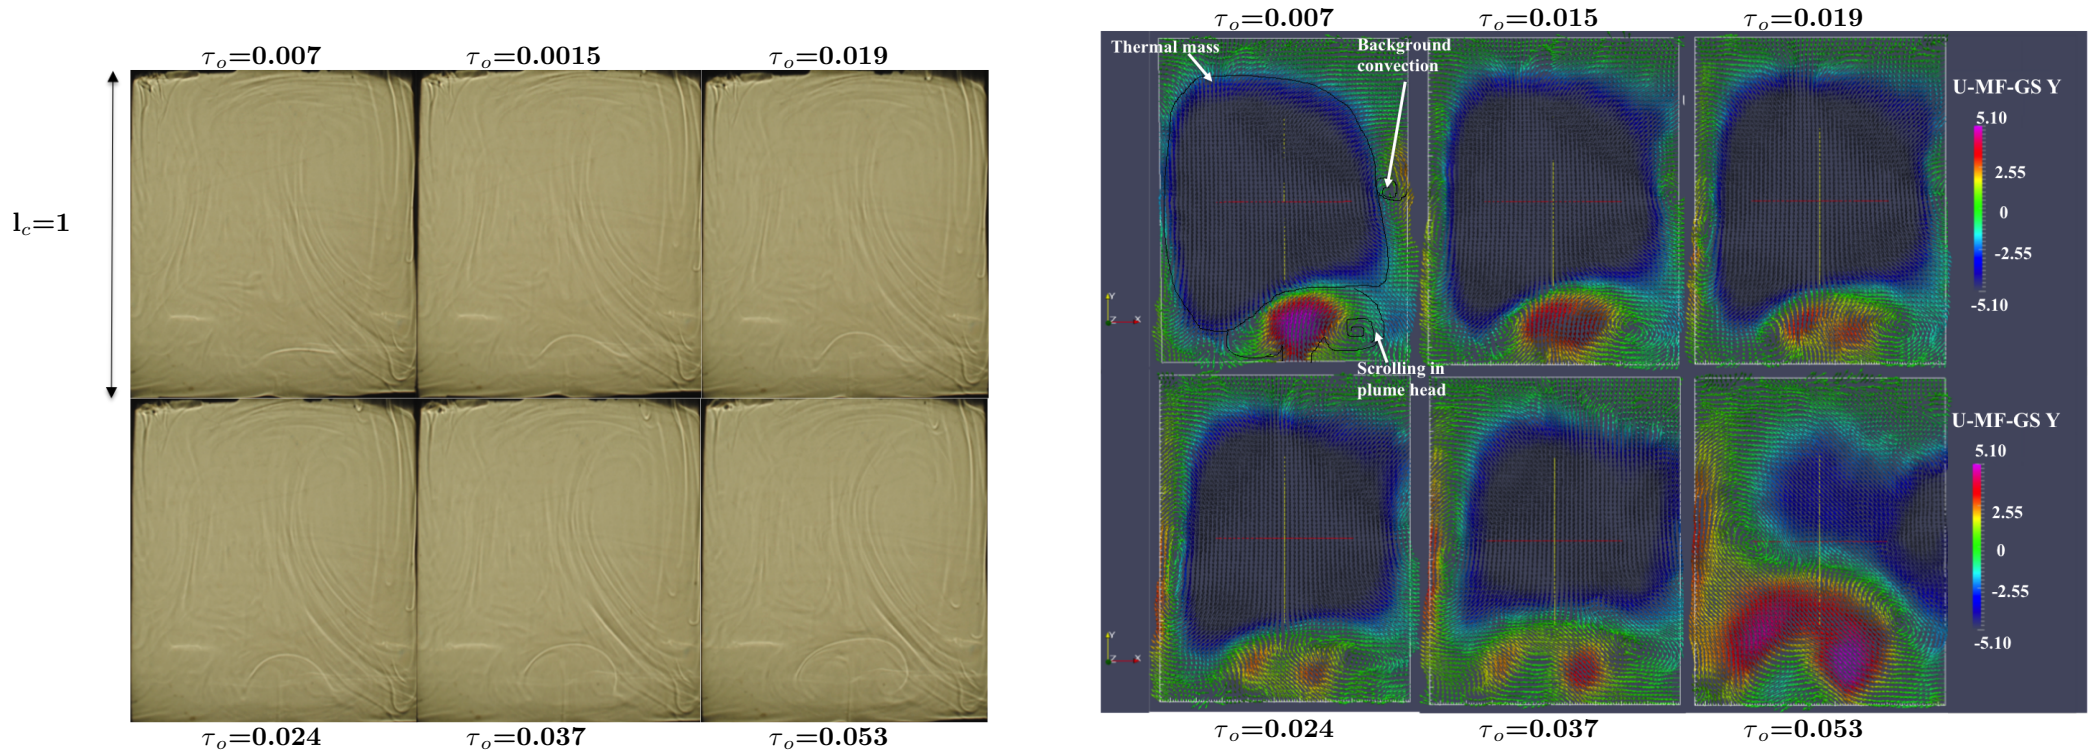 τₒ=0.007
τₒ=0.0015
τₒ=0.019
l_c=1
τₒ=0.024
τₒ=0.037
τₒ=0.053
τₒ=0.007
τₒ=0.015
τₒ=0.019
Thermal mass
Background
convection
Scrolling in
plume head
U-MF-GS Y
5.10
2.55
0
-2.55
-5.10
Y
Z
X
U-MF-GS Y
5.10
2.55
0
-2.55
-5.10
Y
Z
X
τₒ=0.024
τₒ=0.037
τₒ=0.053